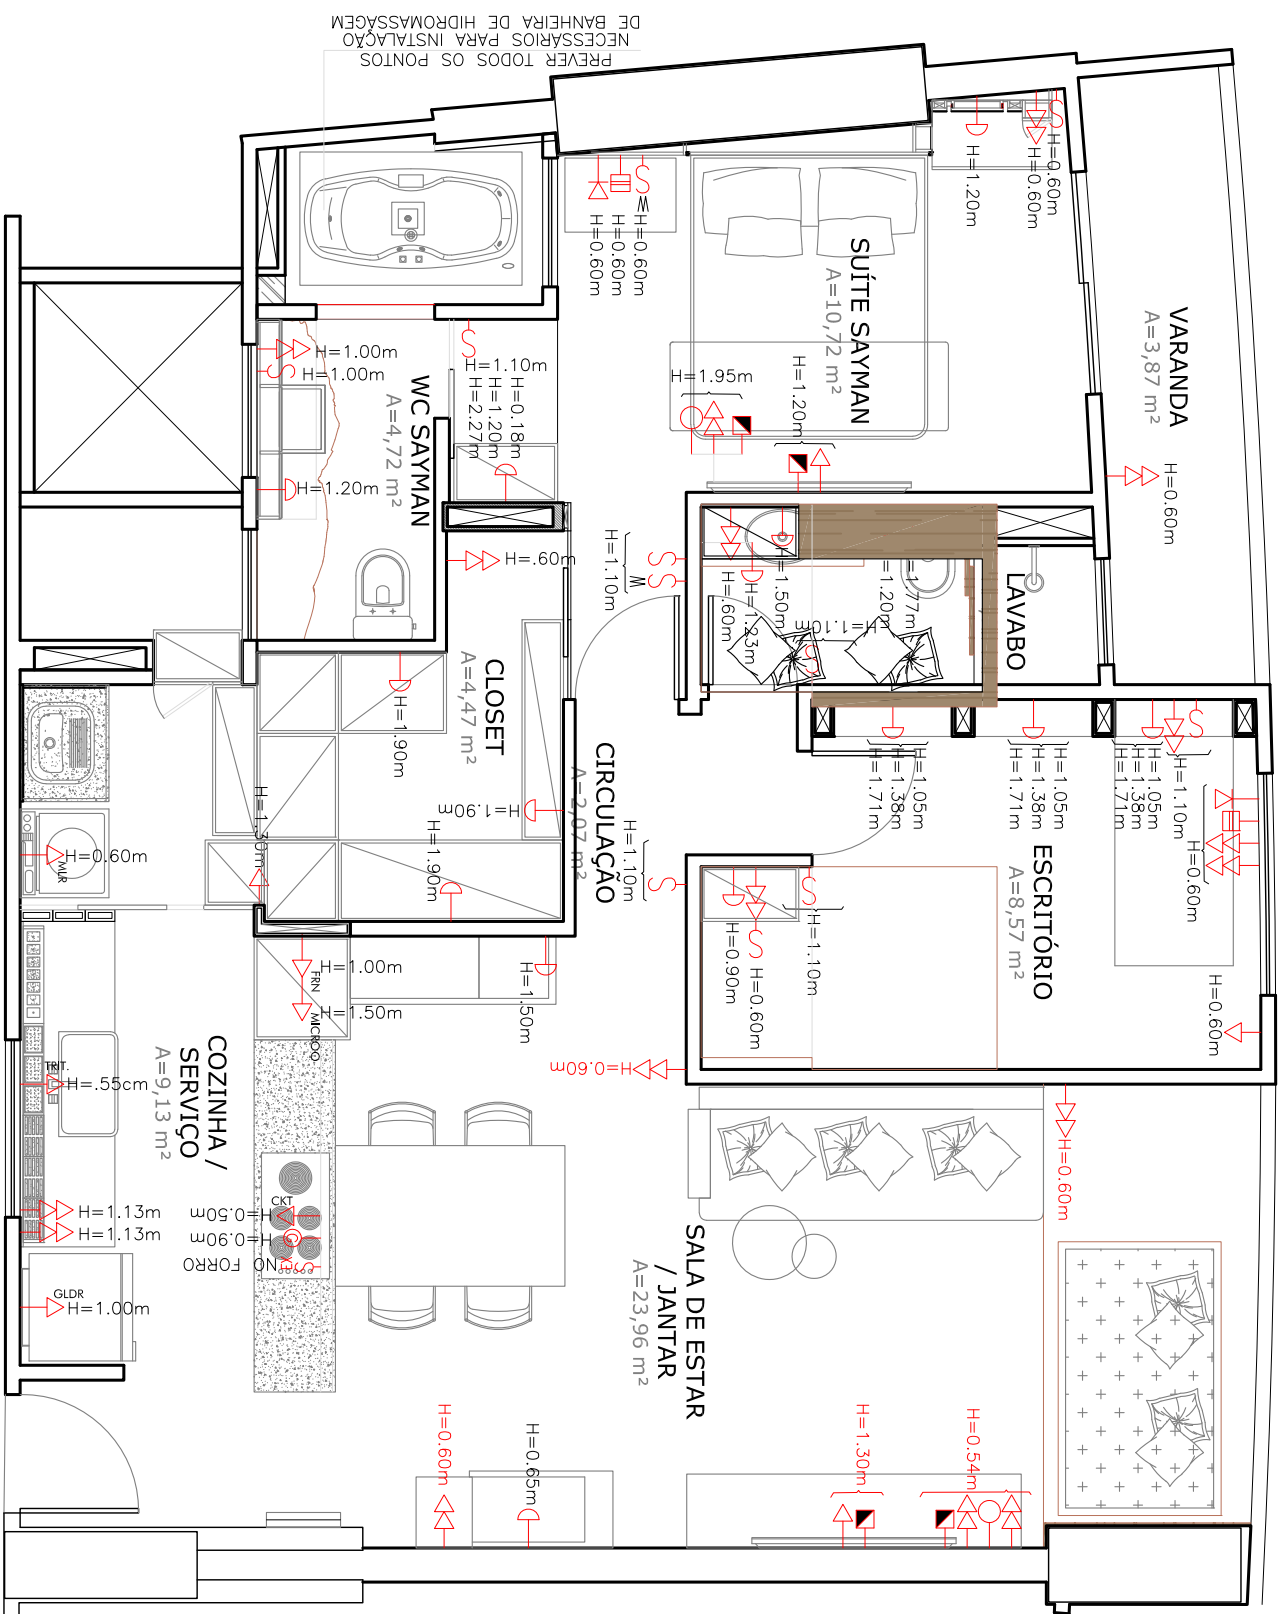 PREVER TODOS OS PONTOS
NECESSÁRIOS PARA INSTALAÇÃO
DE BANHEIRA DE HIDROMASSAGEM
H=0.60m
H=0.60m
H=1.20m
W
H=0.60m
H=0.60m
H=0.60m
SUÍTE SAYMAN
A=10,72 m²
VARANDA
A=3,87 m²
H=0.60m
H=1.00m
H=1.00m
WC SAYMAN
A=4,72 m²
H=1.20m
H=1.10m
H=0.18m
H=1.20m
H=2.27m
H=1.95m
H=1.20m
H=.60m
H=1.10m
W
H=.60m
H=1.23m
H=1.50m
H=1.10m
H=1.20m
H=1.77m
LAVABO
CLOSET
A=4,47 m²
H=1.90m
H=1.90m
H=1.90m
H=1.30m
CIRCULAÇÃO
A=2,07 m²
H=1.10m
H=1.05m
H=1.38m
H=1.71m
H=1.05m
H=1.38m
H=1.71m
H=1.05m
H=1.38m
H=1.71m
H=1.10m
H=0.60m
ESCRITÓRIO
A=8,57 m²
H=0.60m
H=1.10m
H=0.60m
H=0.90m
H=0.60m
MLR
H=0.60m
H=1.00m
FRN
H=1.50m
MICROO
H=1.50m
COZINHA /
SERVIÇO
A=9,13 m²
TRIT.
H=.55cm
H=1.13m
H=1.13m
GLDR
H=1.00m
CKT
H=0.50m
H=0.90m
NO FORRO
EX
SALA DE ESTAR
/ JANTAR
A=23,96 m²
H=0.60m
H=0.60m
H=0.65m
H=1.30m
H=0.54m